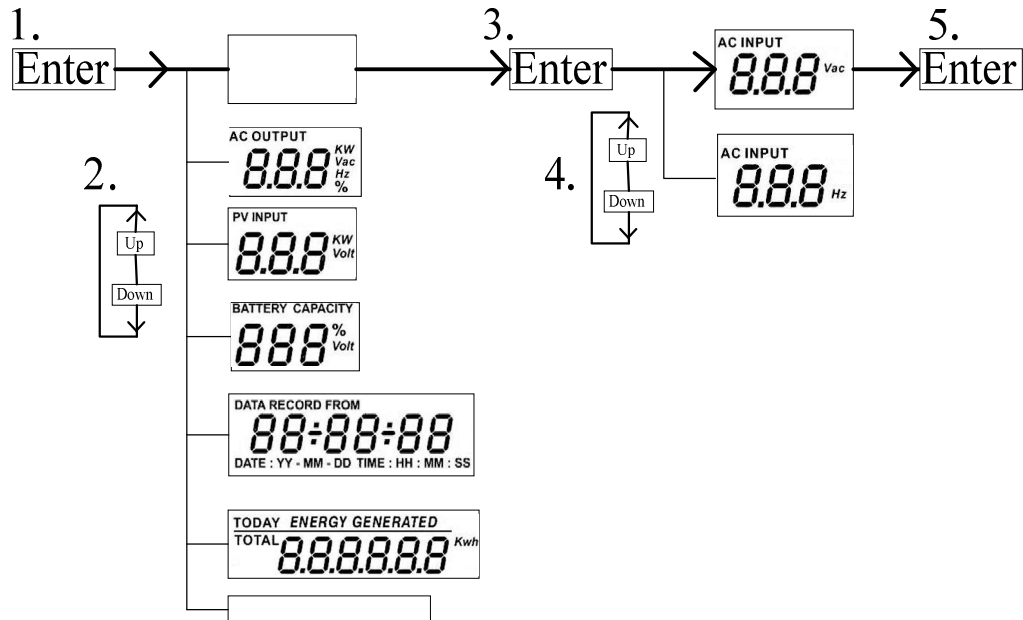 1.
Enter
3.
Enter
AC INPUT
8.8.8 Vac
5.
Enter
AC OUTPUT
8.8.8 KW
Vac
Hz
%
2.
Up
Down
4.
Up
Down
AC INPUT
8.8.8 Hz
PV INPUT
8.8.8 KW
Volt
BATTERY CAPACITY
888 %
Volt
DATA RECORD FROM
88:88:88
DATE : YY - MM - DD TIME : HH : MM : SS
TODAY ENERGY GENERATED
TOTAL 8.8.8.8.8.8 Kwh